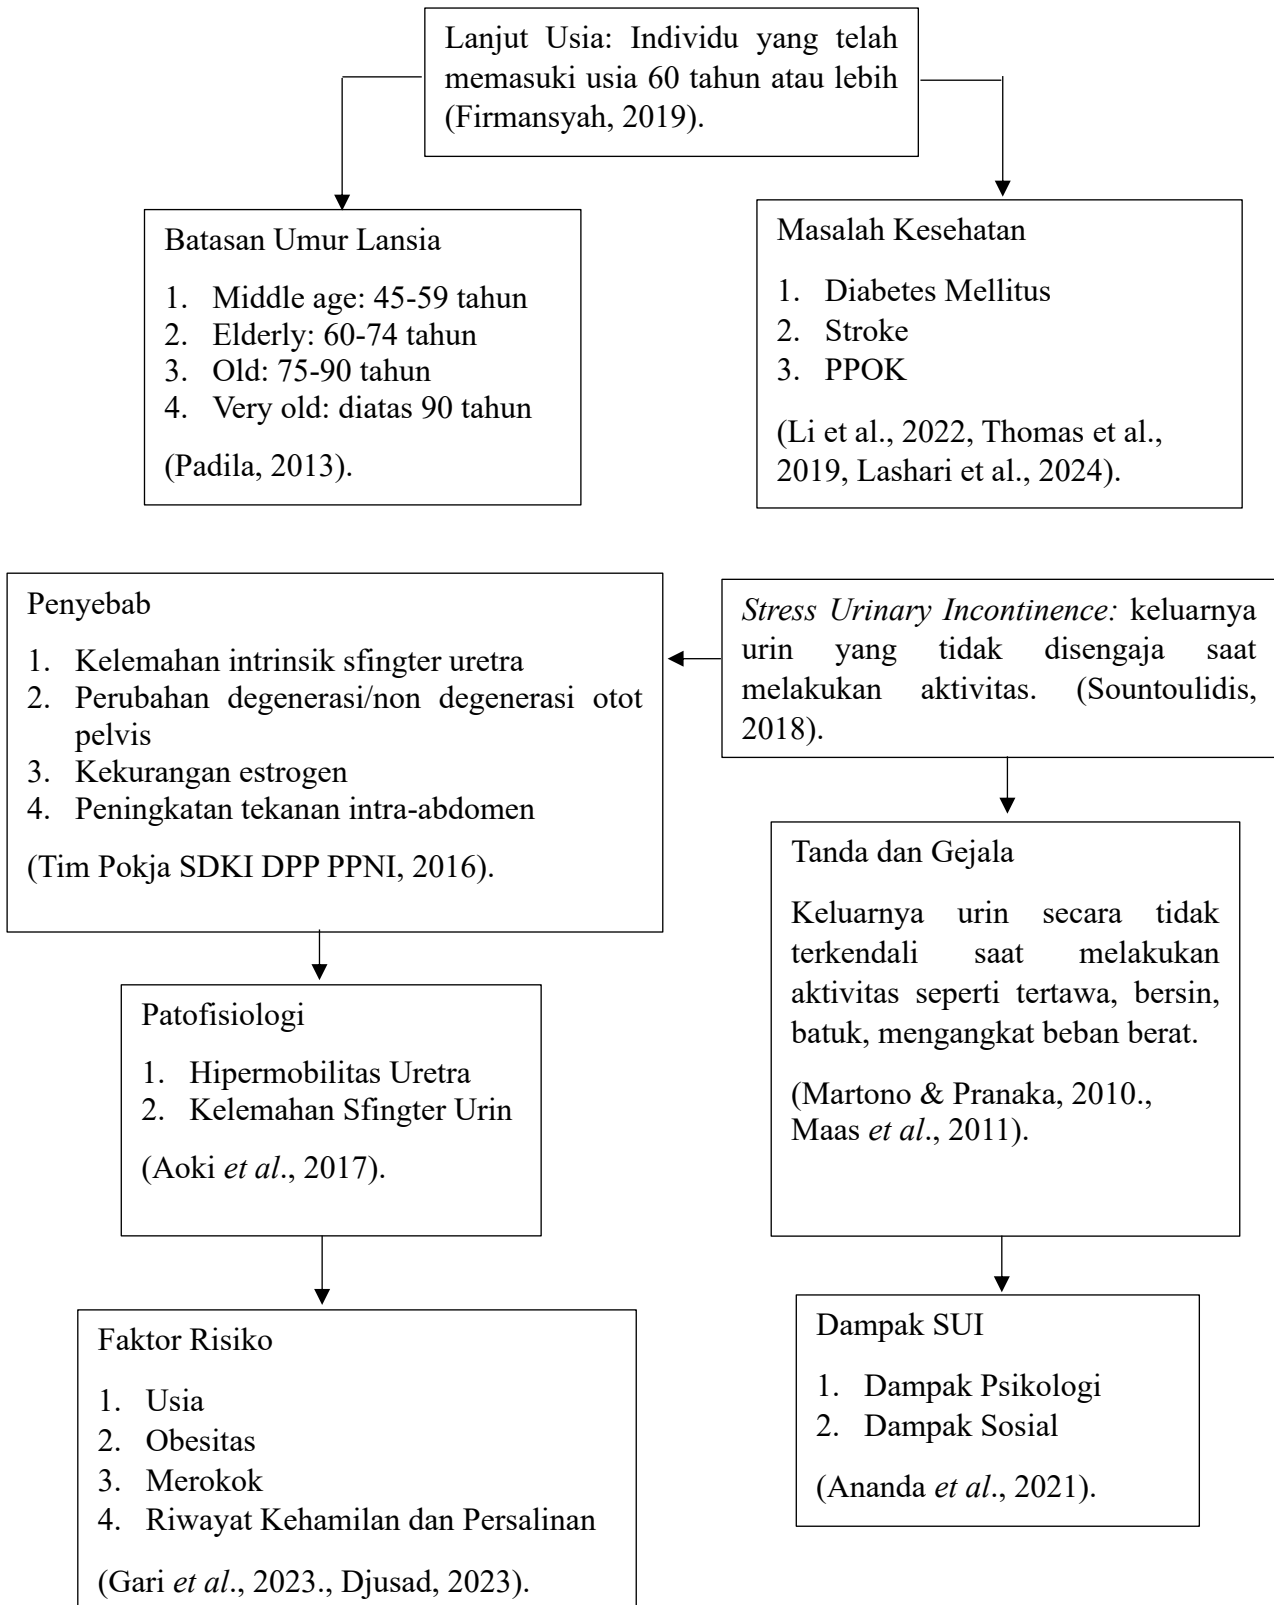 Lanjut Usia: Individu yang telah
memasuki usia 60 tahun atau lebih
(Firmansyah, 2019).
Batasan Umur Lansia
1. Middle age: 45-59 tahun
2. Elderly: 60-74 tahun
3. Old: 75-90 tahun
4. Very old: diatas 90 tahun
(Padila, 2013).
Masalah Kesehatan
1. Diabetes Mellitus
2. Stroke
3. PPOK
(Li et al., 2022, Thomas et al.,
2019, Lashari et al., 2024).
Penyebab
1. Kelemahan intrinsik sfingter uretra
2. Perubahan degenerasi/non degenerasi otot
pelvis
3. Kekurangan estrogen
4. Peningkatan tekanan intra-abdomen
(Tim Pokja SDKI DPP PPNI, 2016).
Stress Urinary Incontinence: keluarnya
urin yang tidak disengaja saat
melakukan aktivitas. (Sountoulidis,
2018).
Tanda dan Gejala
Keluarnya urin secara tidak
terkendali saat melakukan
aktivitas seperti tertawa, bersin,
batuk, mengangkat beban berat.
(Martono & Pranaka, 2010.,
Maas et al., 2011).
Patofisiologi
1. Hipermobilitas Uretra
2. Kelemahan Sfingter Urin
(Aoki et al., 2017).
Faktor Risiko
1. Usia
2. Obesitas
3. Merokok
4. Riwayat Kehamilan dan Persalinan
(Gari et al., 2023., Djusad, 2023).
Dampak SUI
1. Dampak Psikologi
2. Dampak Sosial
(Ananda et al., 2021).